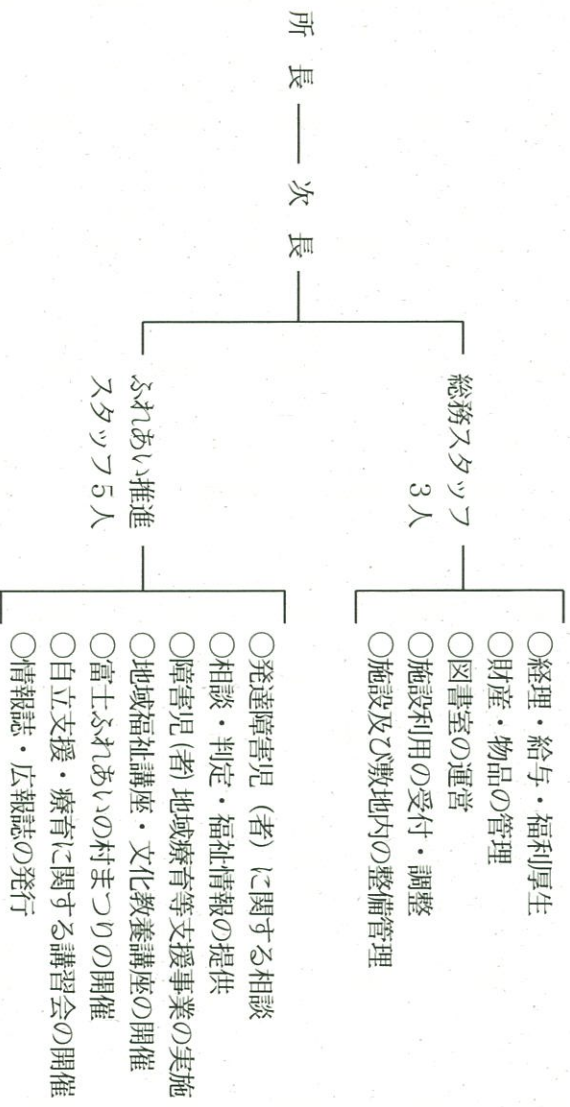 所 長
次 長
総務スタッフ
3人
○経理・給与・福利厚生
○財産・物品の管理
○図書室の運営
○施設利用の受付・調整
○施設及び敷地内の整備管理
ふれあい推進
スタッフ5人
○発達障害児（者）に関する相談
○相談・判定・福祉情報の提供
○障害児(者)地域療育等支援事業の実施
○地域福祉講座・文化教養講座の開催
○富士ふれあいの村まつりの開催
○自立支援・療育に関する講習会の開催
○情報誌・広報誌の発行